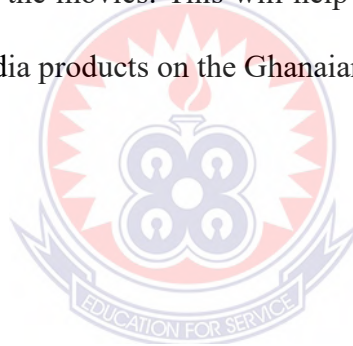 the movies. This will help
dia products on the Ghanaian
EDUCATION FOR SERVICE